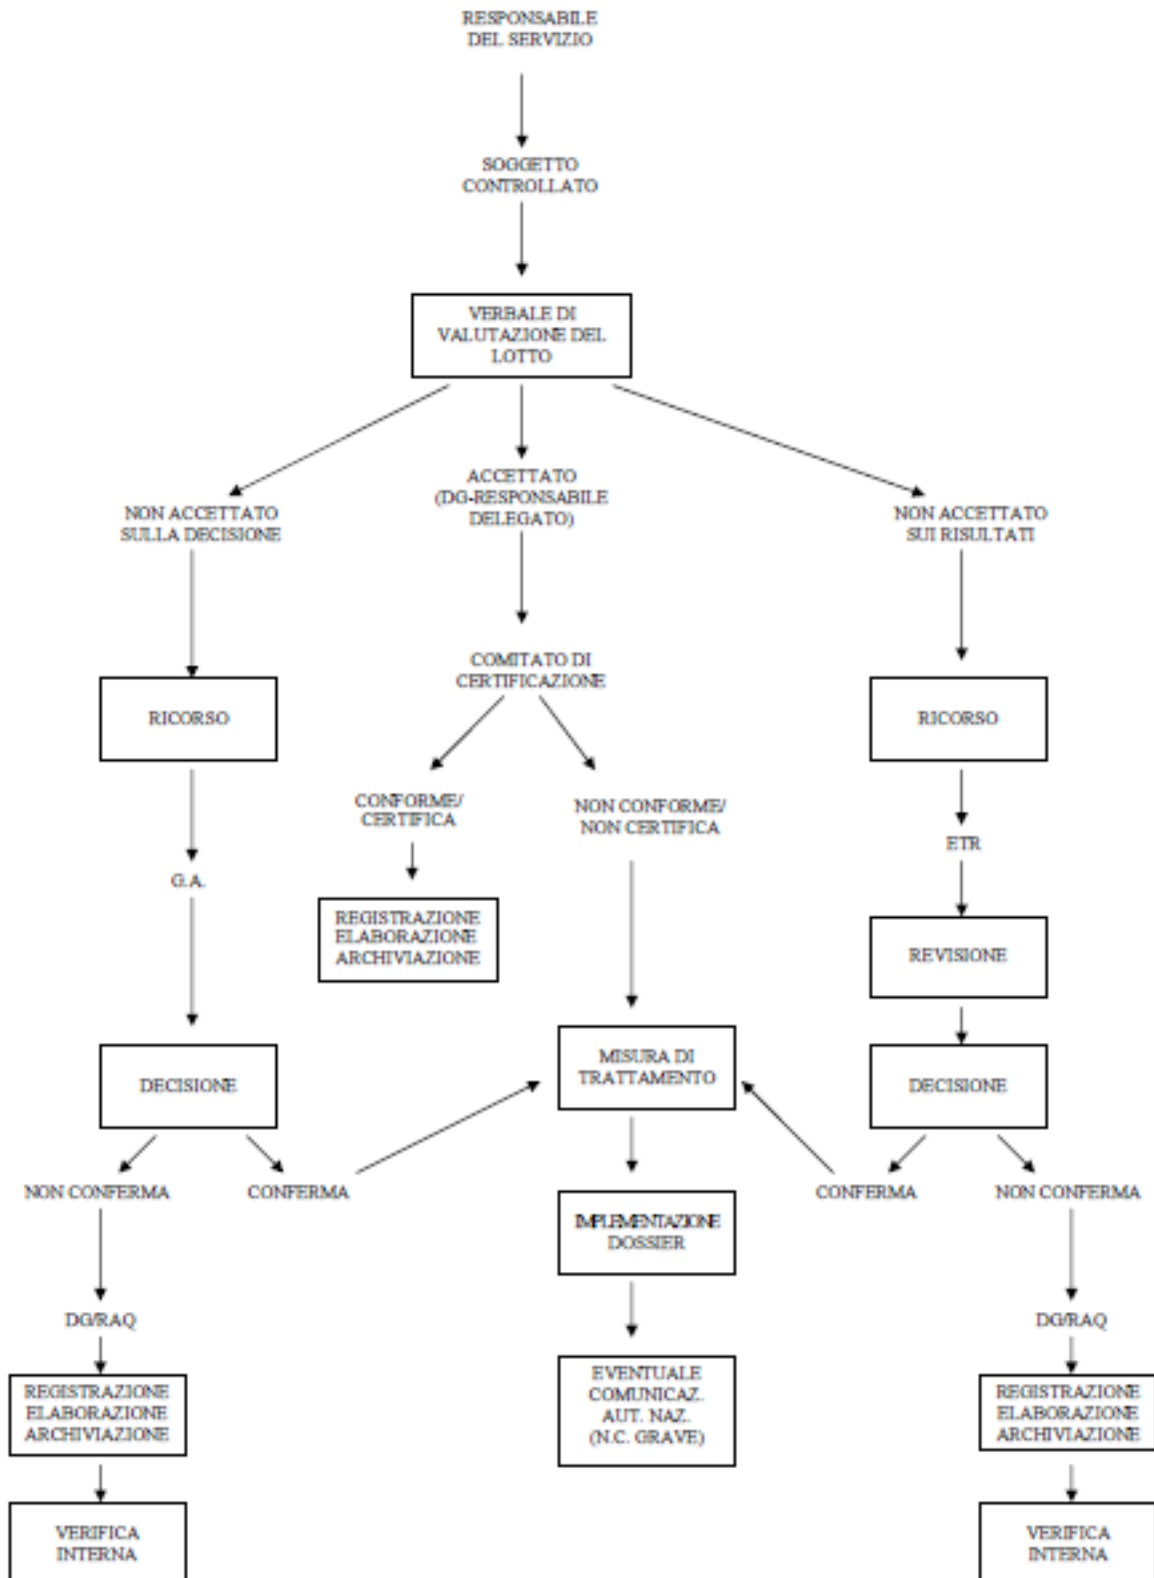 RESPONSABILE
DEL SERVIZIO
SOGGETTO
CONTROLLATO
VERBALE DI
VALUTAZIONE DEL
LOTTO
NON ACCETTATO
SULLA DECISIONE
ACCETTATO
(DG-RESPONSABILE
DELEGATO)
NON ACCETTATO
SUI RISULTATI
COMITATO DI
CERTIFICAZIONE
RICORSO
RICORSO
CONFORME/
CERTIFICA
NON CONFORME/
NON CERTIFICA
ETR
G.A.
REGISTRAZIONE
ELABORAZIONE
ARCHIVIAZIONE
REVISIONE
DECISIONE
MISURA DI
TRATTAMENTO
DECISIONE
NON CONFERMA
CONFERMA
CONFERMA
NON CONFERMA
IMPLEMENTAZIONE
DOSSIER
DG/RAQ
DG/RAQ
REGISTRAZIONE
ELABORAZIONE
ARCHIVIAZIONE
EVENTUALE
COMUNICAZ.
AUT. NAZ.
(N.C. GRAVE)
REGISTRAZIONE
ELABORAZIONE
ARCHIVIAZIONE
VERIFICA
INTERNA
VERIFICA
INTERNA